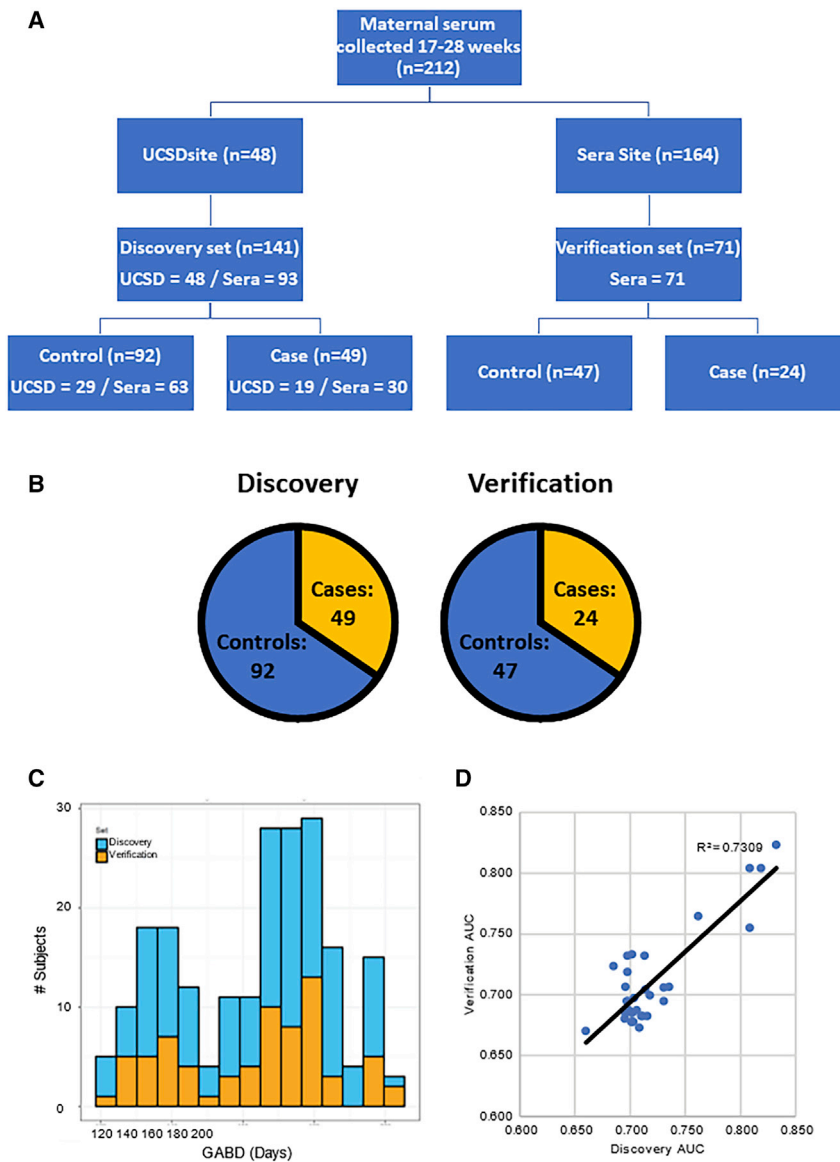 A
Maternal serum
collected 17-28 weeks
(n=212)
UCSDsite (n=48)
Sera Site (n=164)
Discovery set (n=141)
UCSD = 48 / Sera = 93
Verification set (n=71)
Sera = 71
Control (n=92)
UCSD = 29 / Sera = 63
Case (n=49)
UCSD = 19 / Sera = 30
Control (n=47)
Case (n=24)
B
Discovery
Verification
Cases:
49
Controls:
92
Cases:
24
Controls:
47
C
30
20
10
0
# Subjects
Set
Discovery
Verification
120 140 160 180 200
GABD (Days)
D
0.850
0.800
0.750
0.700
0.650
0.600
Verification AUC
R² = 0.7309
0.600 0.650 0.700 0.750 0.800 0.850
Discovery AUC